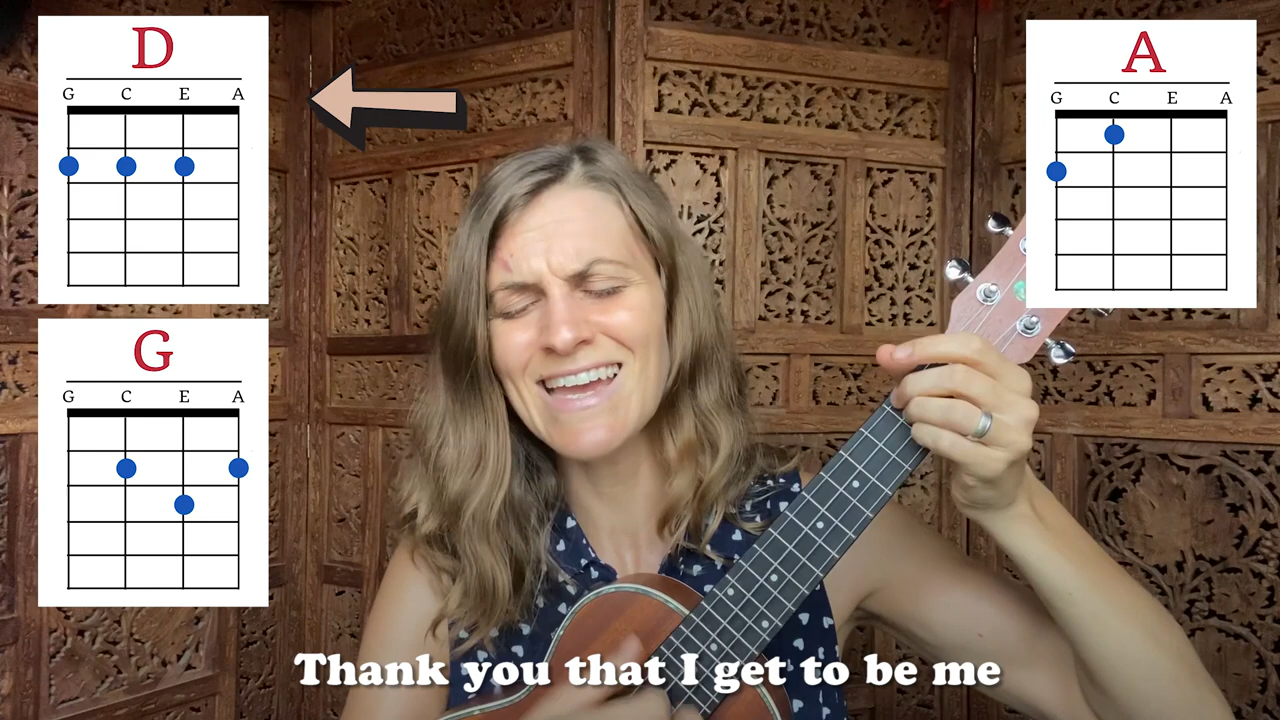 D
G C E A
G
G C E A
A
G C E A
Thank you that I get to be me